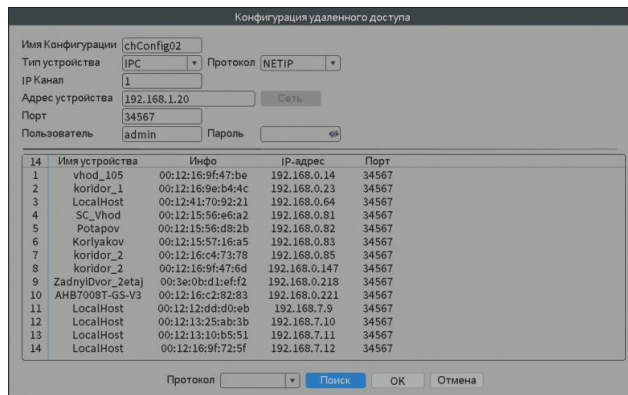 Конфигурация удаленного доступа
Имя Конфигурации chConfig02
Тип устройства IPC Протокол NETIP
IP Канал 1
Адрес устройства 192.168.1.20 Сеть
Порт 34567
Пользователь admin Пароль
14 Имя устройства Инфо IP-адрес Порт
1 vhod_105 00:12:16:9f:47:be 192.168.0.14 34567
2 koridor_1 00:12:16:9e:b4:4c 192.168.0.23 34567
3 LocalHost 00:12:41:70:92:21 192.168.0.64 34567
4 SC_Vhod 00:12:15:56:e6:a2 192.168.0.81 34567
5 Potapov 00:12:15:56:d8:2b 192.168.0.82 34567
6 Korlyakov 00:12:15:57:16:a5 192.168.0.83 34567
7 koridor_2 00:12:16:c4:73:78 192.168.0.85 34567
8 koridor_2 00:12:16:9f:47:6d 192.168.0.147 34567
9 ZadnyiDvor_2etaj 00:3e:0b:d1:ef:f2 192.168.0.218 34567
10 AHB7008T-GS-V3 00:12:16:c2:82:83 192.168.0.221 34567
11 LocalHost 00:12:12:dd:d0:eb 192.168.7.9 34567
12 LocalHost 00:12:13:25:ab:3b 192.168.7.10 34567
13 LocalHost 00:12:13:10:b5:51 192.168.7.11 34567
14 LocalHost 00:12:16:9f:72:5f 192.168.7.12 34567
Протокол Поиск OK Отмена